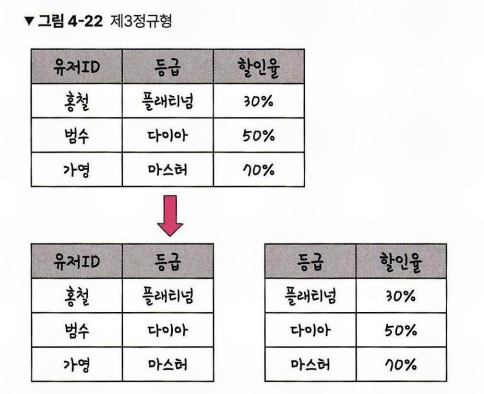 ▼ 그림 4-22 제3정규형
유저ID 등급 할인율
홍철 플래티넘 30%
범수 다이아 50%
가영 마스터 70%
유저ID 등급
홍철 플래티넘
범수 다이아
가영 마스터
등급 할인율
플래티넘 30%
다이아 50%
마스터 70%